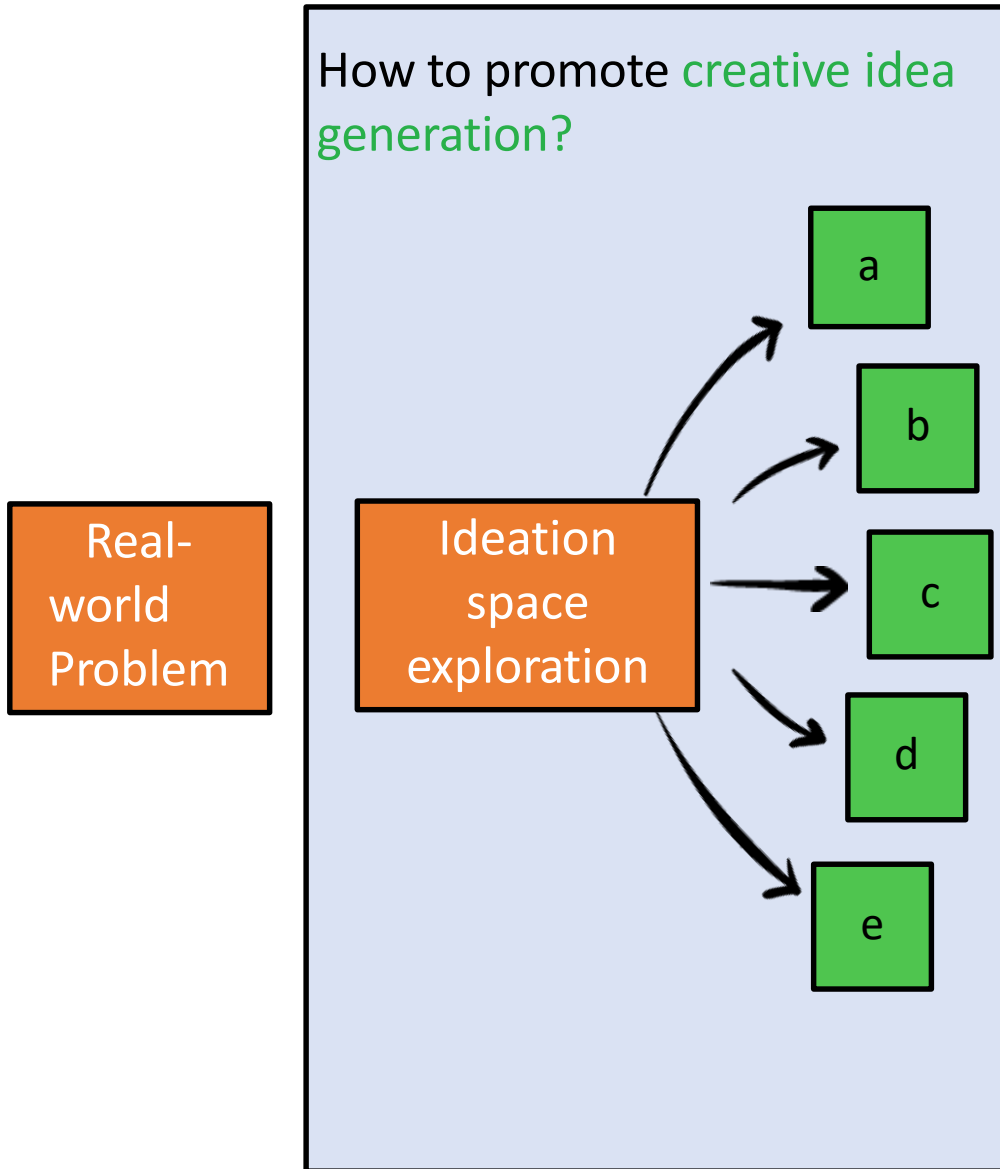 How to promote creative idea
generation?
a
b
Real-
world
Problem
Ideation
space
exploration
c
d
e